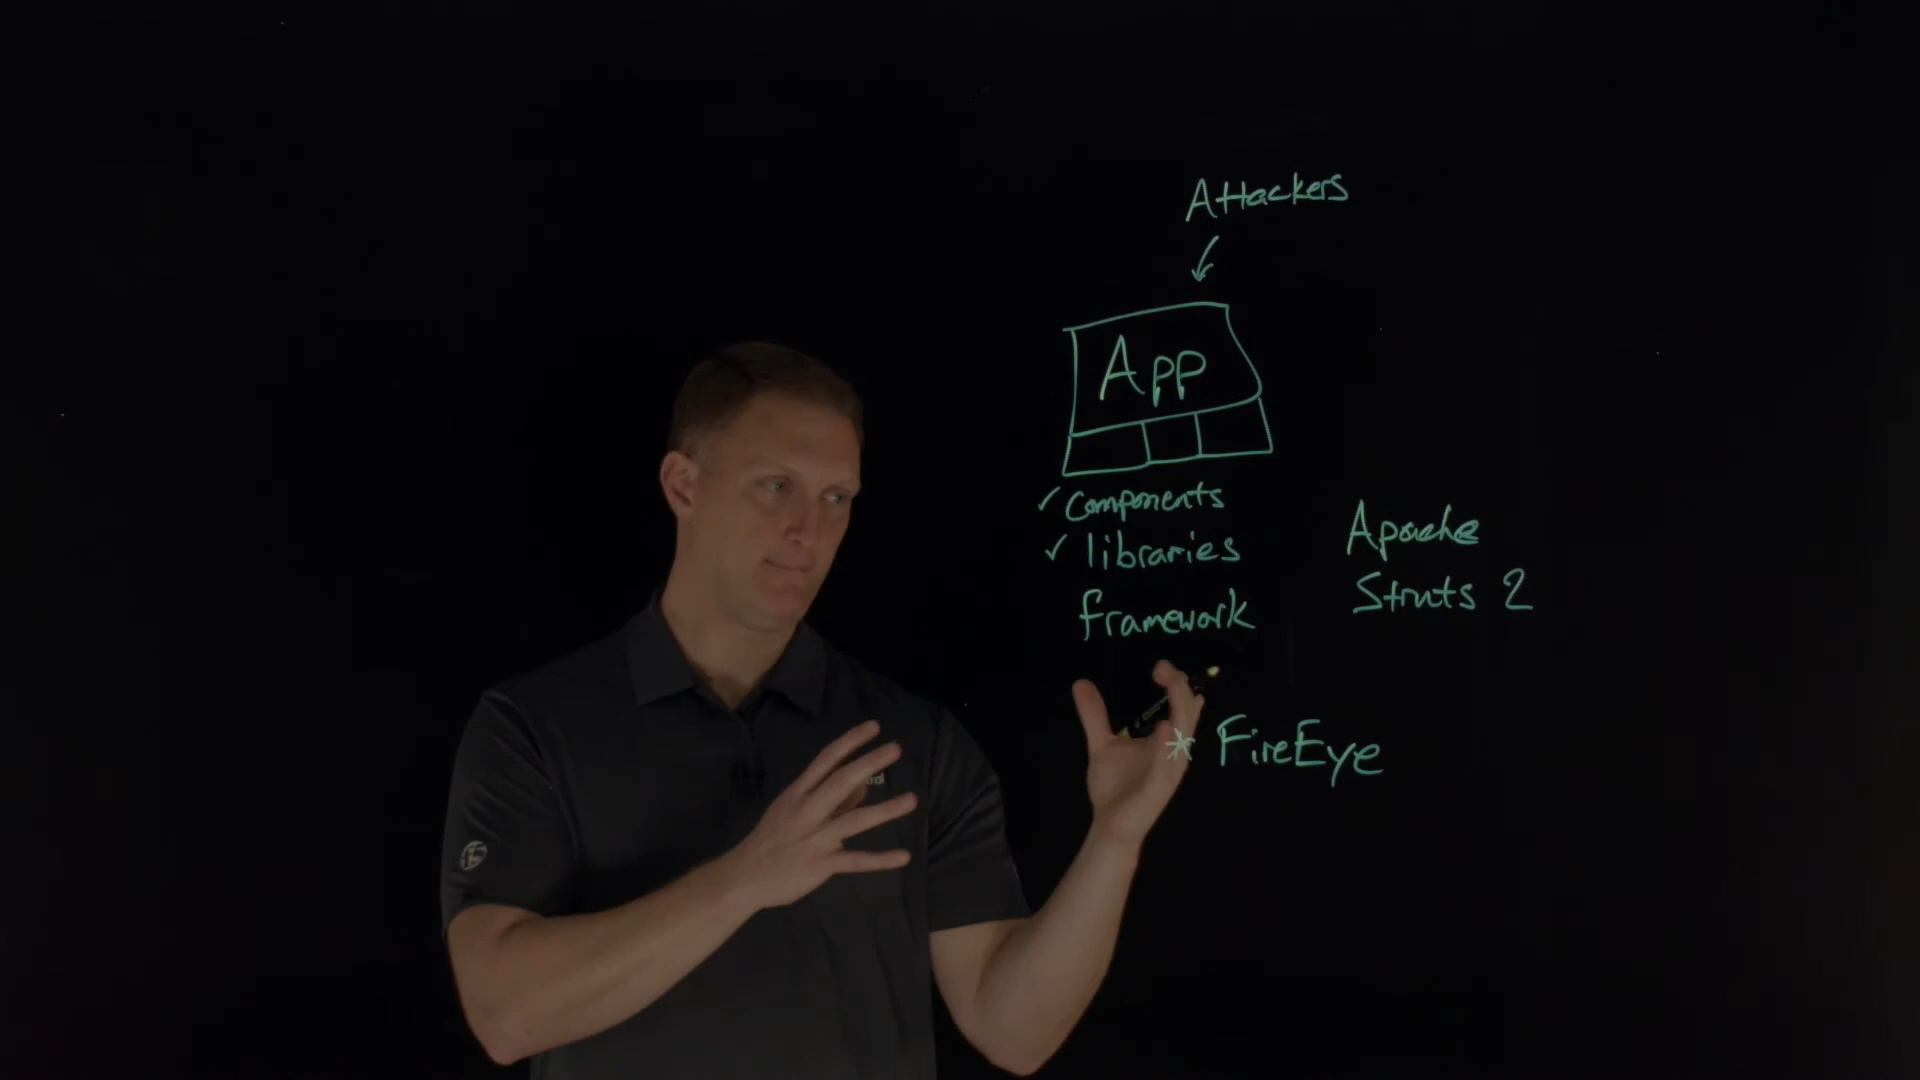 Attackers
App
✓ Components
✓ libraries
framework
Apache
Struts 2
* FireEye